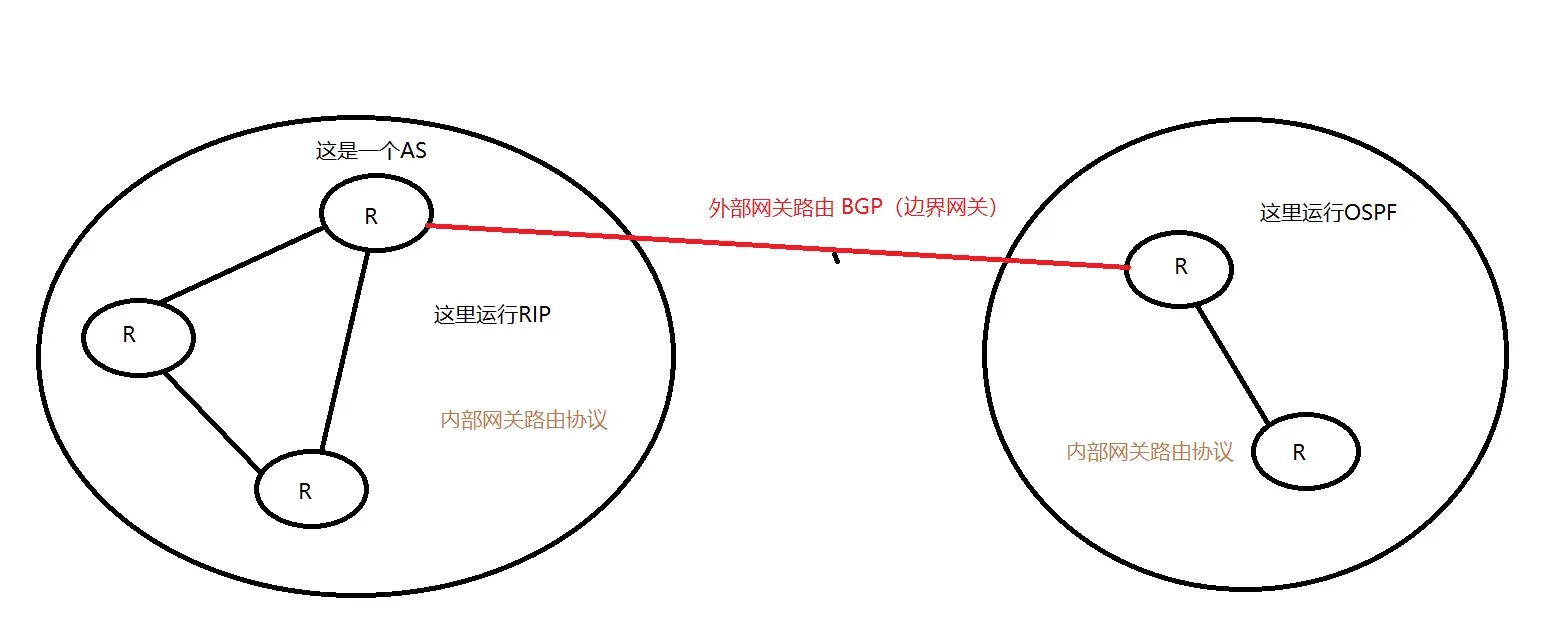 这是一个AS
R
外部网关路由 BGP（边界网关）
这里运行OSPF
R
这里运行RIP
R
内部网关路由协议
内部网关路由协议
R
R